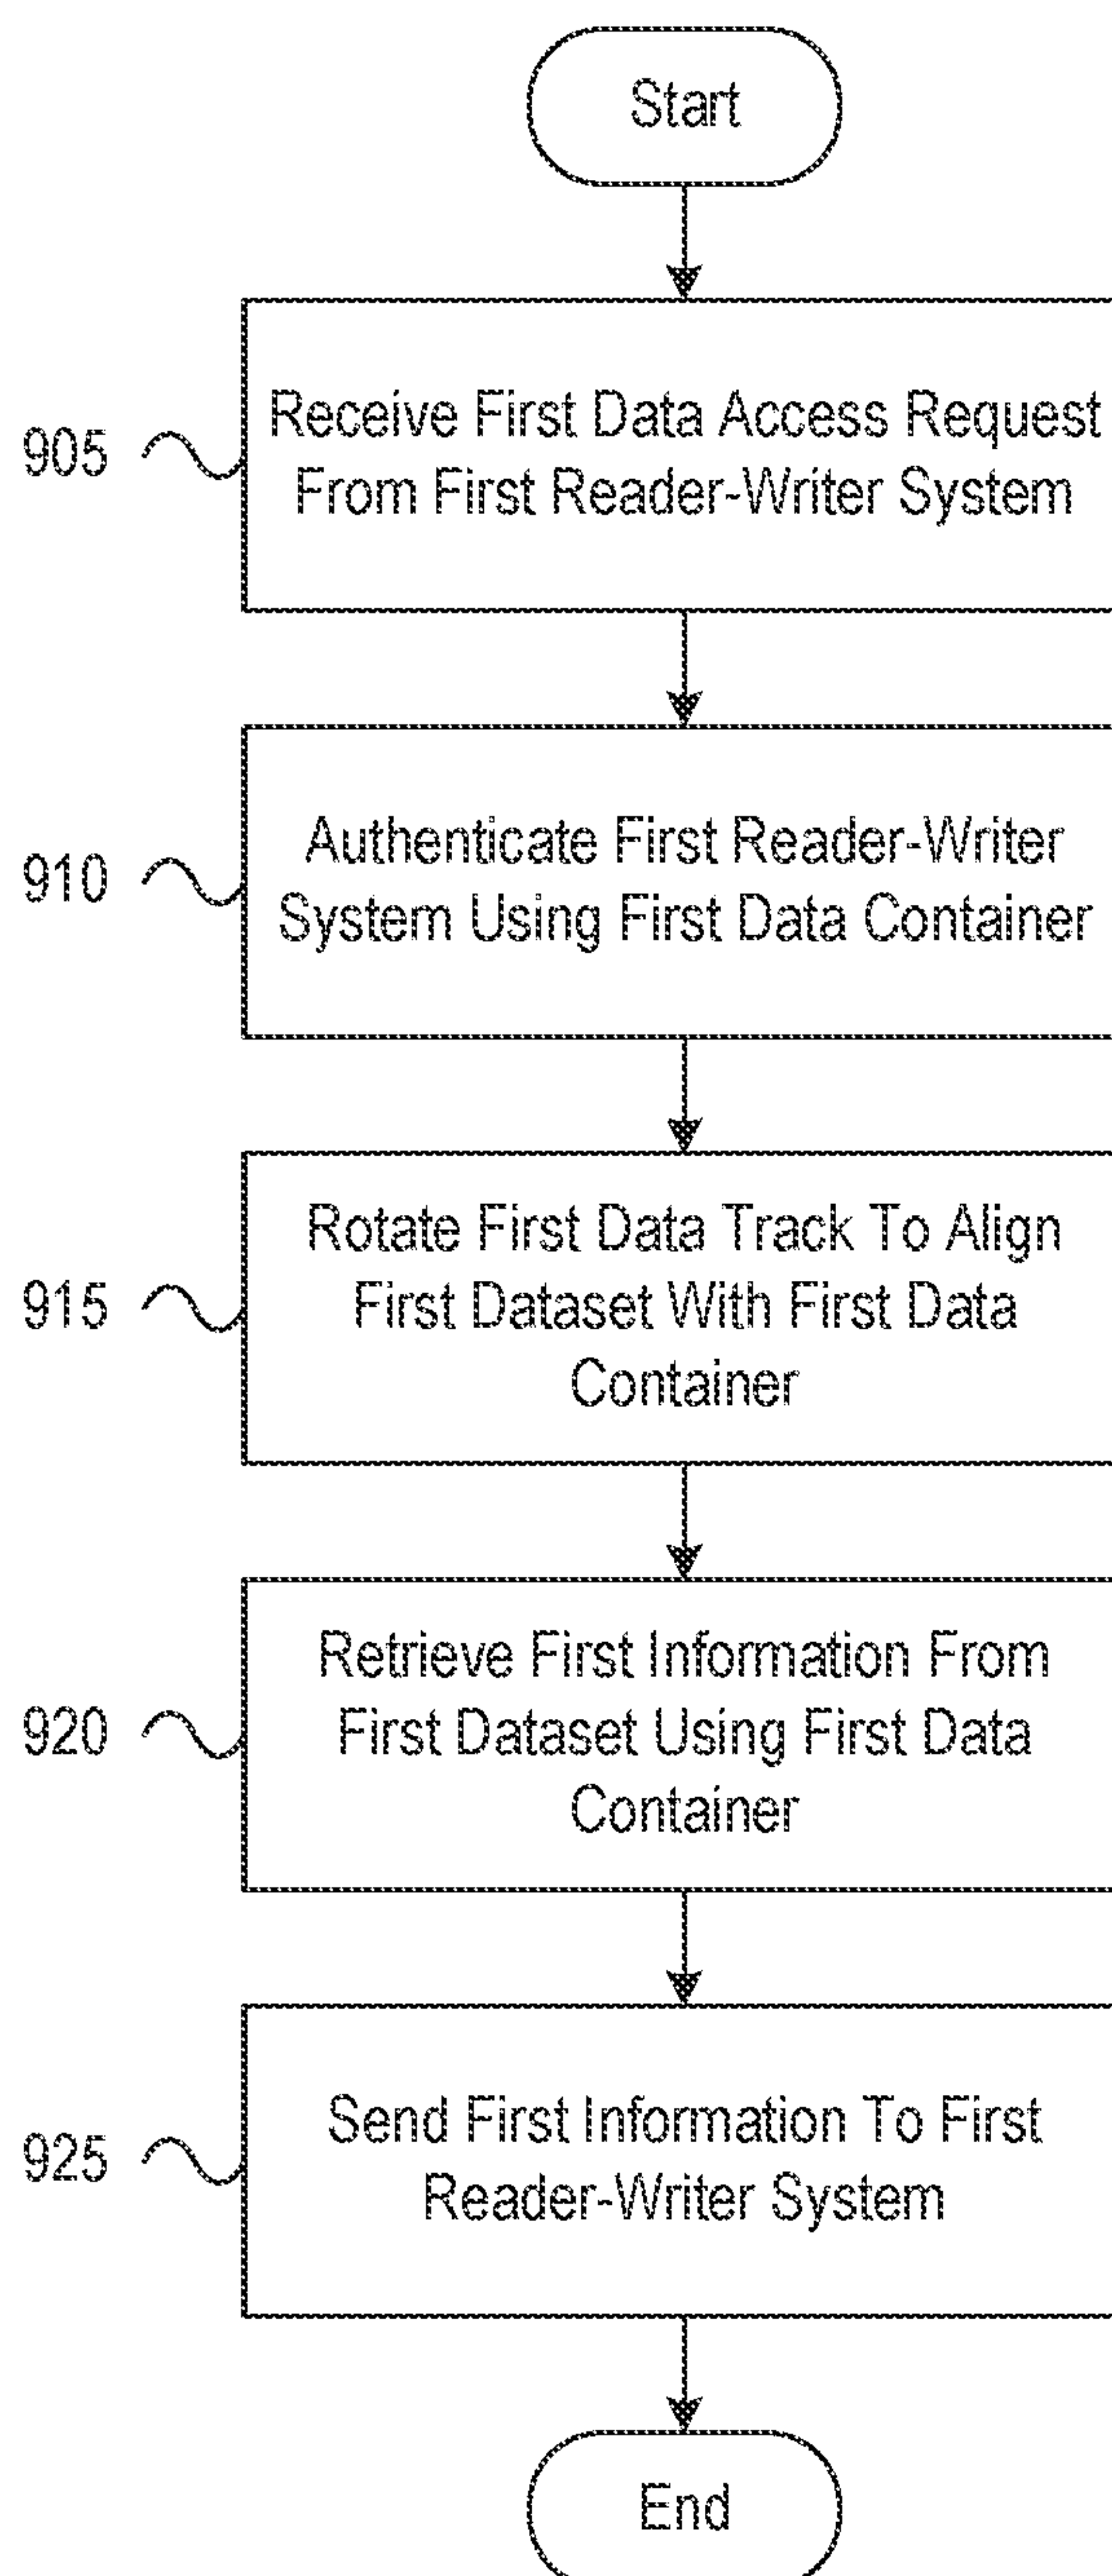 Start
Receive First Data Access Request
905
From First Reader-Writer System
Authenticate First Reader-Writer
910
System Using First Data Container
Rotate First Data Track To Align
915
First Dataset With First Data
Container
Retrieve First Information From
920
First Dataset Using First Data
Container
Send First Information To First
925
Reader-Writer System
End